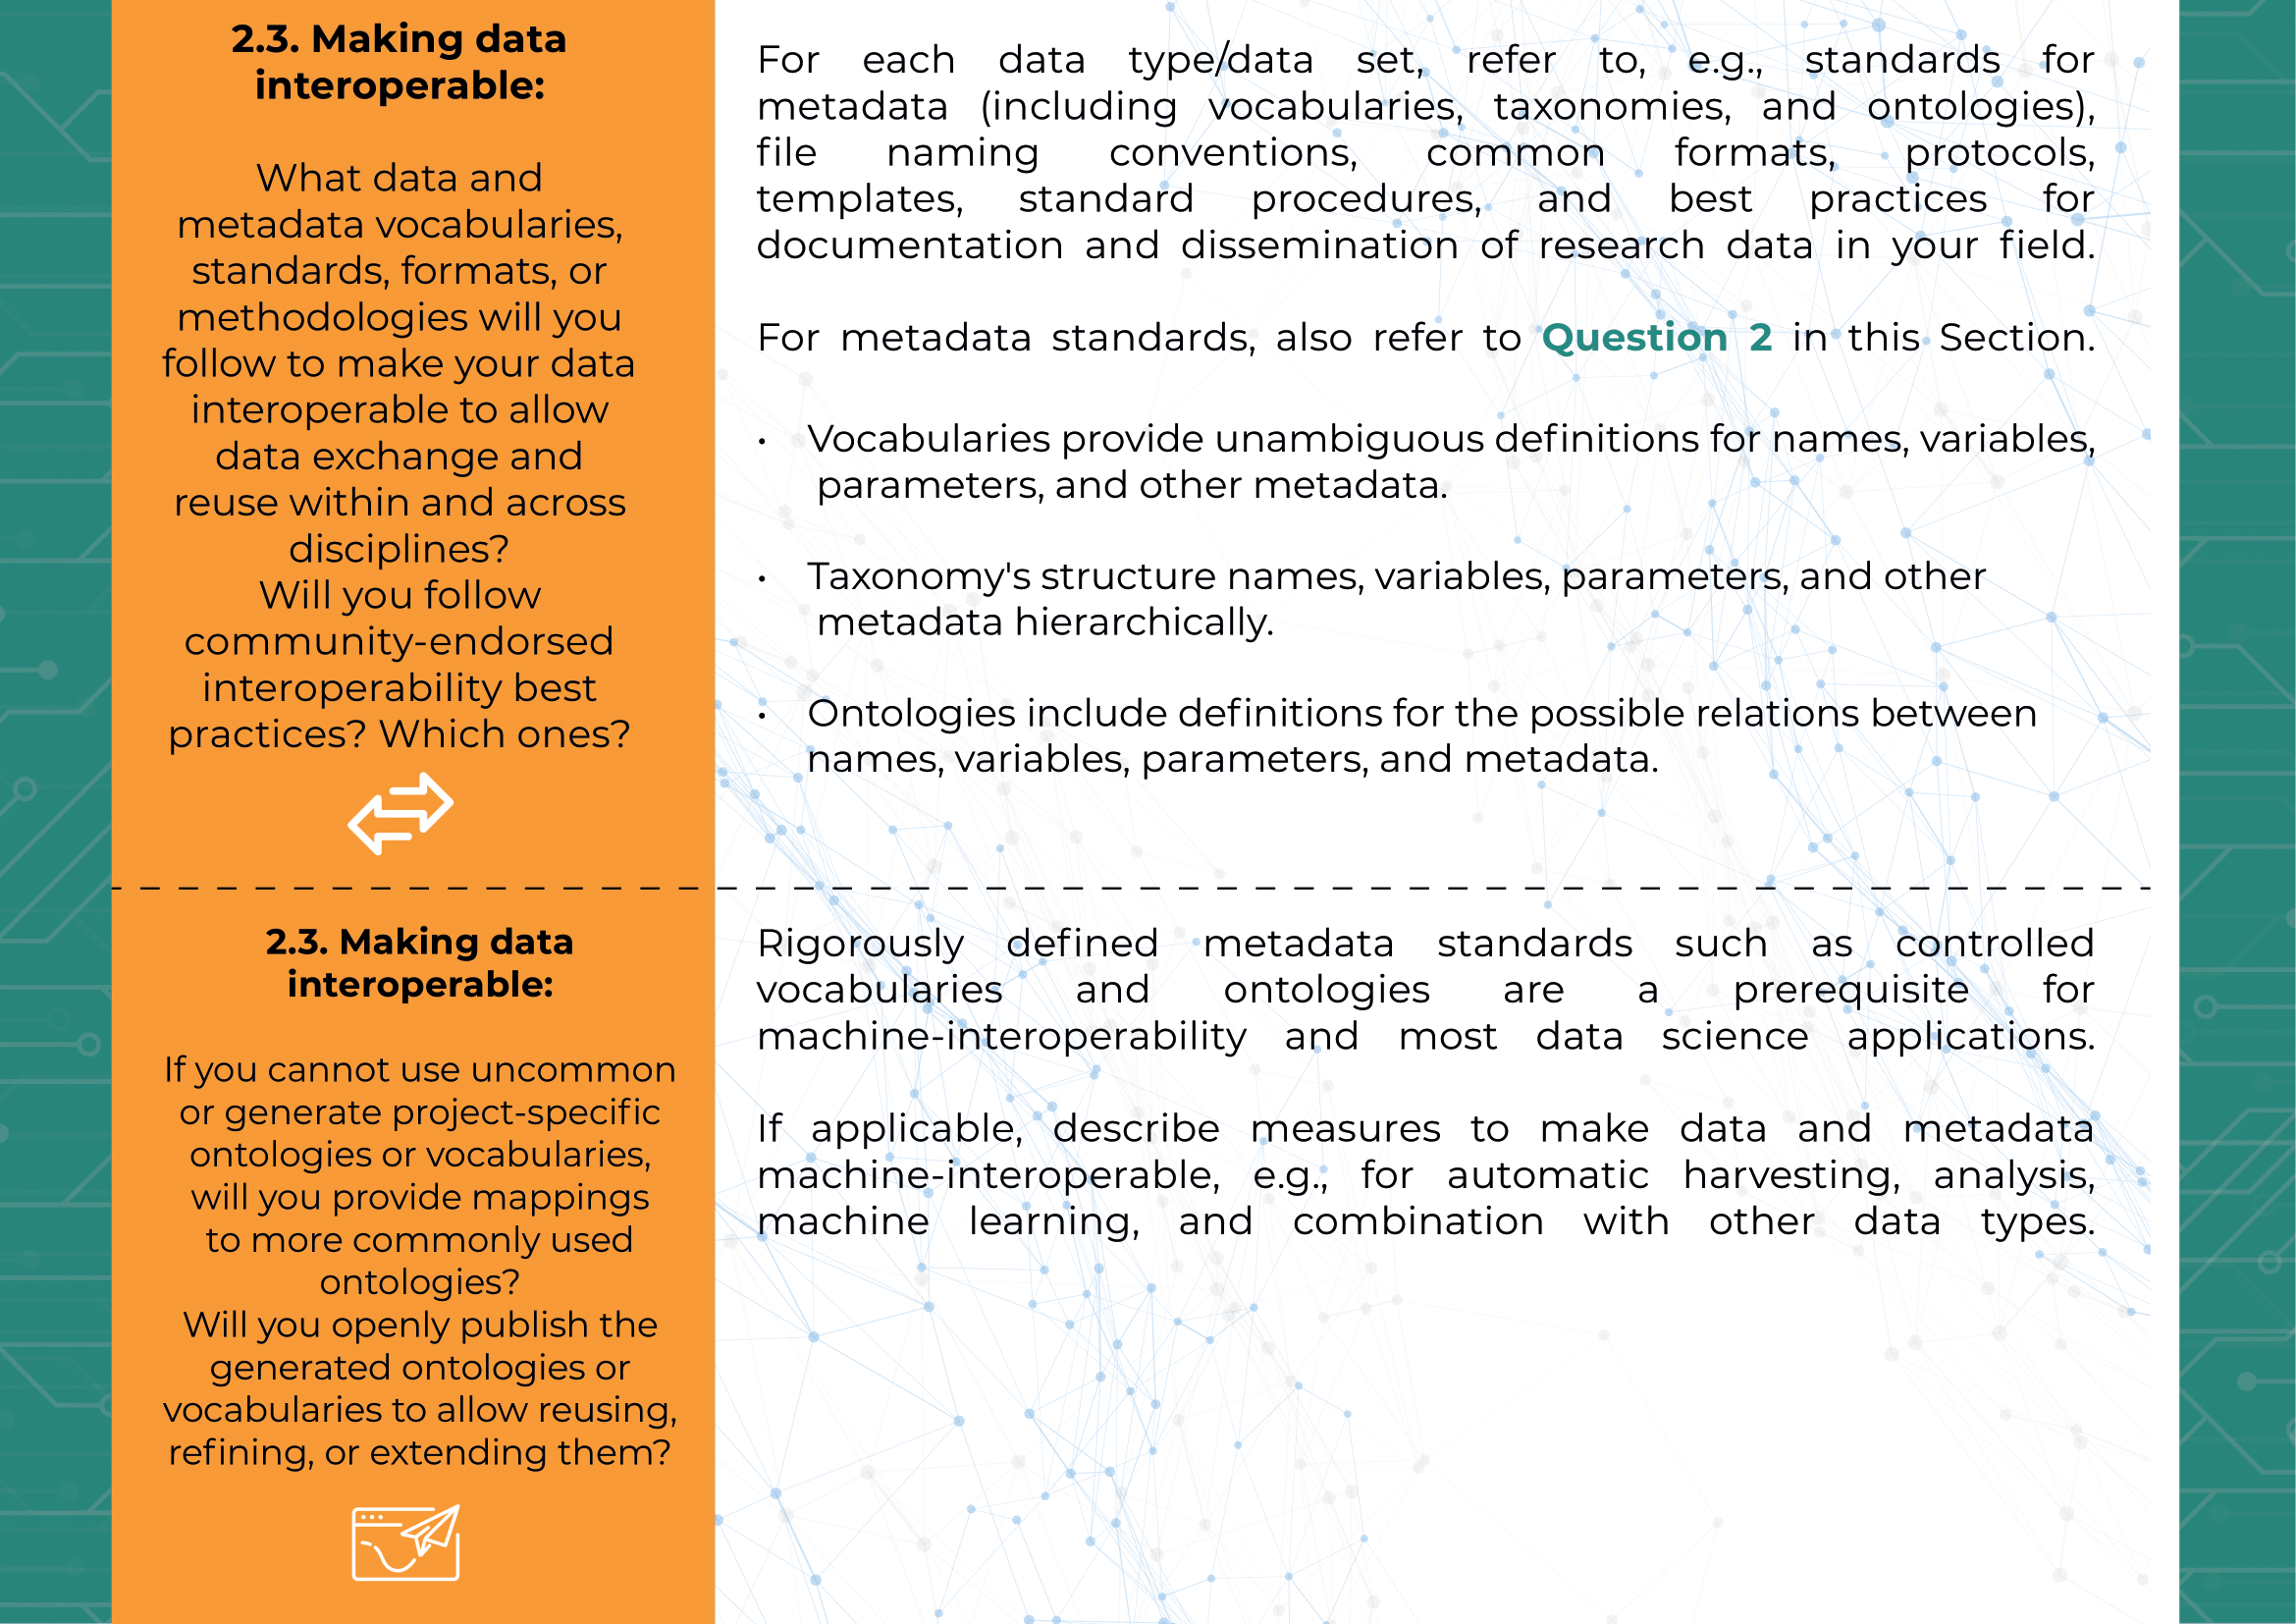 2.3. Making data
interoperable:
What data and
metadata vocabularies,
standards, formats, or
methodologies will you
follow to make your data
interoperable to allow
data exchange and
reuse within and across
disciplines?
Will you follow
community-endorsed
interoperability best
practices? Which ones?
For each data type/data set, refer to, e.g., standards for
metadata (including vocabularies, taxonomies, and ontologies),
file naming conventions, common formats, protocols,
templates, standard procedures, and best practices for
documentation and dissemination of research data in your field.
For metadata standards, also refer to Question 2 in this Section.
• Vocabularies provide unambiguous definitions for names, variables,
parameters, and other metadata.
• Taxonomy's structure names, variables, parameters, and other
metadata hierarchically.
• Ontologies include definitions for the possible relations between
names, variables, parameters, and metadata.
2.3. Making data
interoperable:
If you cannot use uncommon
or generate project-specific
ontologies or vocabularies,
will you provide mappings
to more commonly used
ontologies?
Will you openly publish the
generated ontologies or
vocabularies to allow reusing,
refining, or extending them?
Rigorously defined metadata standards such as controlled
vocabularies and ontologies are a prerequisite for
machine-interoperability and most data science applications.
If applicable, describe measures to make data and metadata
machine-interoperable, e.g., for automatic harvesting, analysis,
machine learning, and combination with other data types.